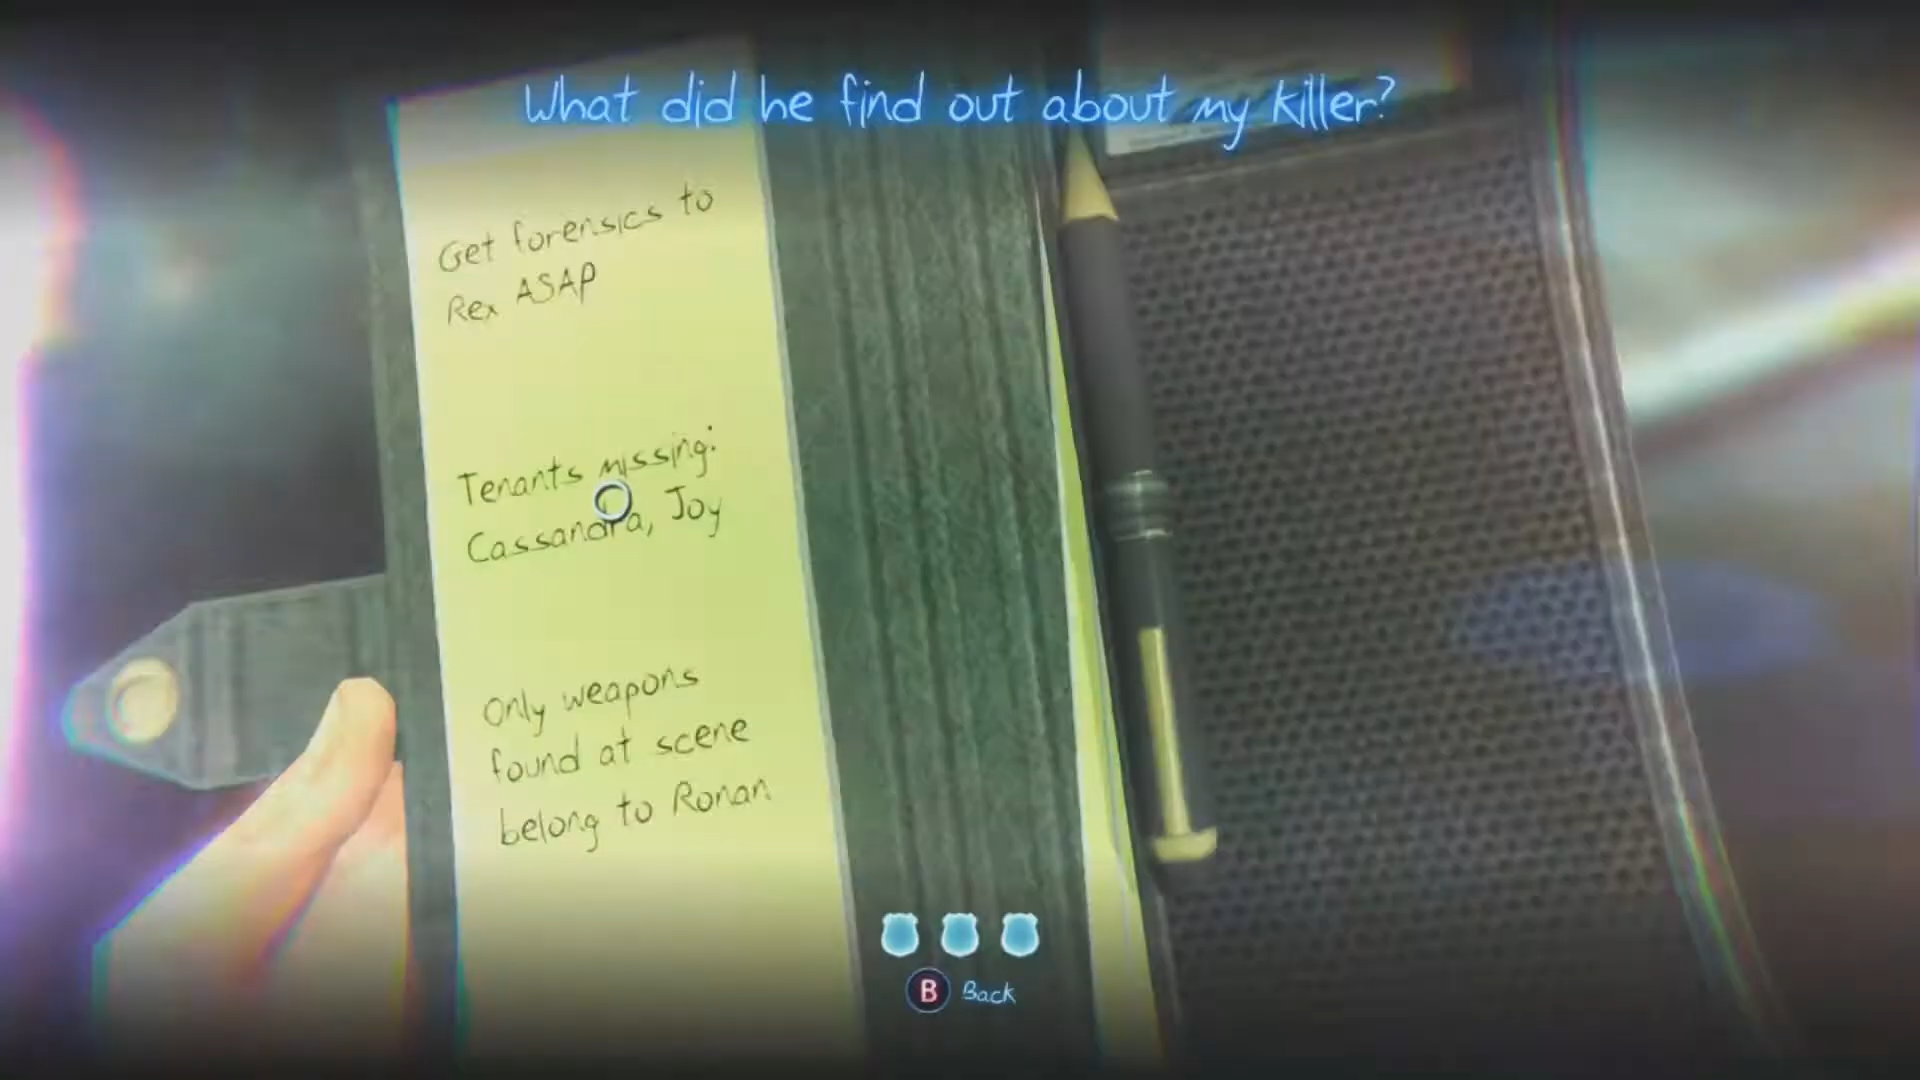 What did he find out about my killer?
Get forensics to
Rex ASAP
Tenants missing:
Cassandra, Joy
Only weapons
found at scene
belong to Ronan
B Back